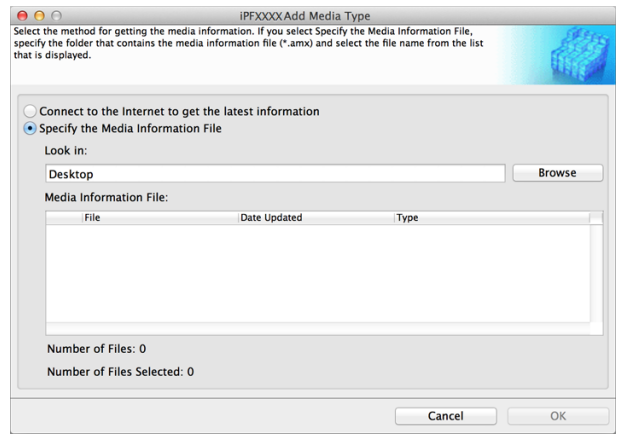 iPFXXXX Add Media Type
Select the method for getting the media information. If you select Specify the Media Information File,
specify the folder that contains the media information file (*.amx) and select the file name from the list
that is displayed.
Connect to the Internet to get the latest information
Specify the Media Information File
Look in:
Desktop
Browse
Media Information File:
File Date Updated Type
Number of Files: 0
Number of Files Selected: 0
Cancel OK